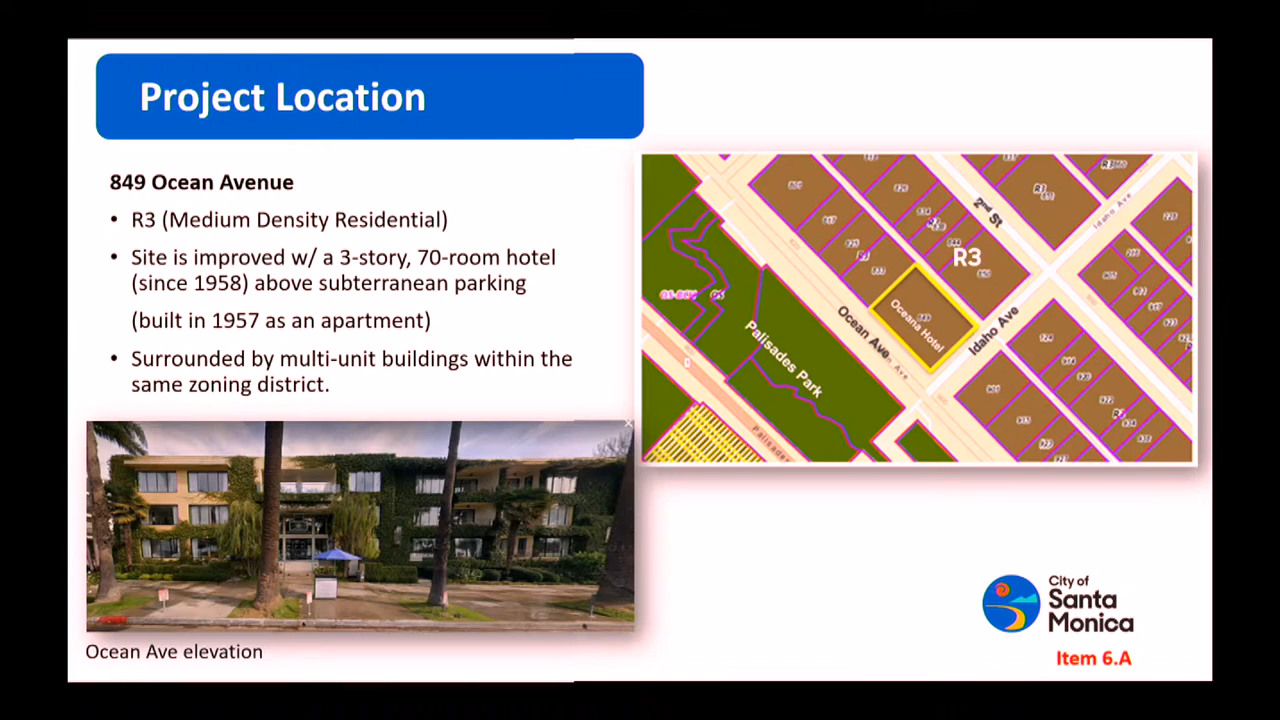 Project Location
849 Ocean Avenue
• R3 (Medium Density Residential)
• Site is improved w/ a 3-story, 70-room hotel
(since 1958) above subterranean parking
(built in 1957 as an apartment)
• Surrounded by multi-unit buildings within the
same zoning district.
2nd St
Idaho Ave
R3
Oceana Hotel
Ocean Ave
Idaho Ave
Palisades Park
Palisades
Ocean Ave elevation
City of
Santa
Monica
Item 6.A